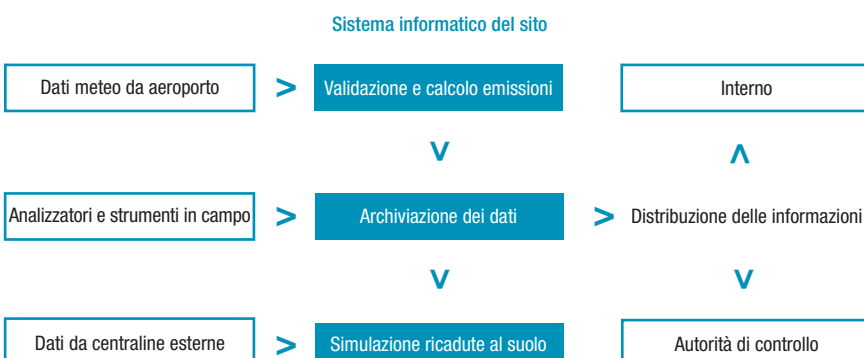 Sistema informatico del sito
Dati meteo da aeroporto > Validazione e calcolo emissioni Interno
> >
Analizzatori e strumenti in campo > Archiviazione dei dati > Distribuzione delle informazioni
> >
Dati da centraline esterne > Simulazione ricadute al suolo Autorità di controllo